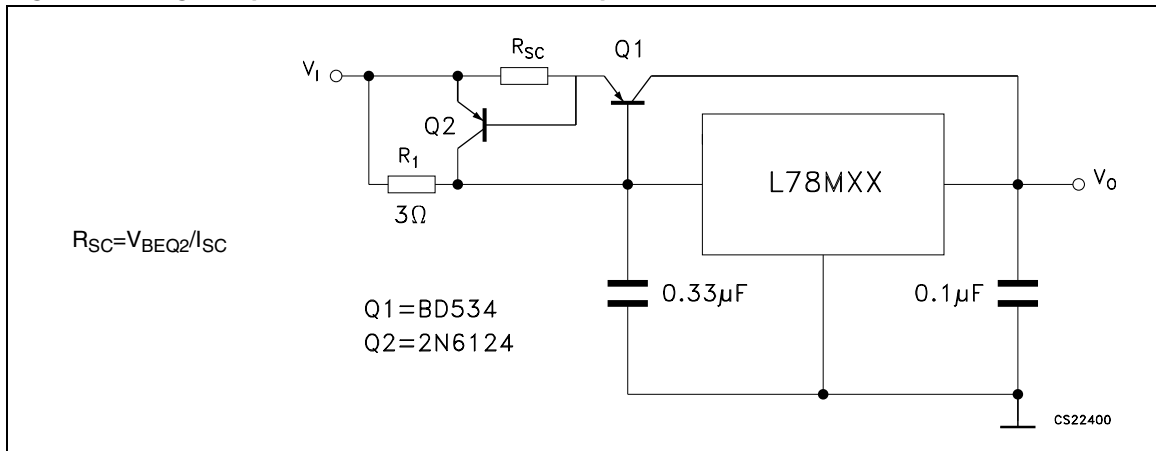 R_SC
Q1
V_I
Q2
R_1
L78MXX
V_O
3Ω
R_SC=V_BEQ2/I_SC
0.33µF
0.1µF
Q1=BD534
Q2=2N6124
CS22400